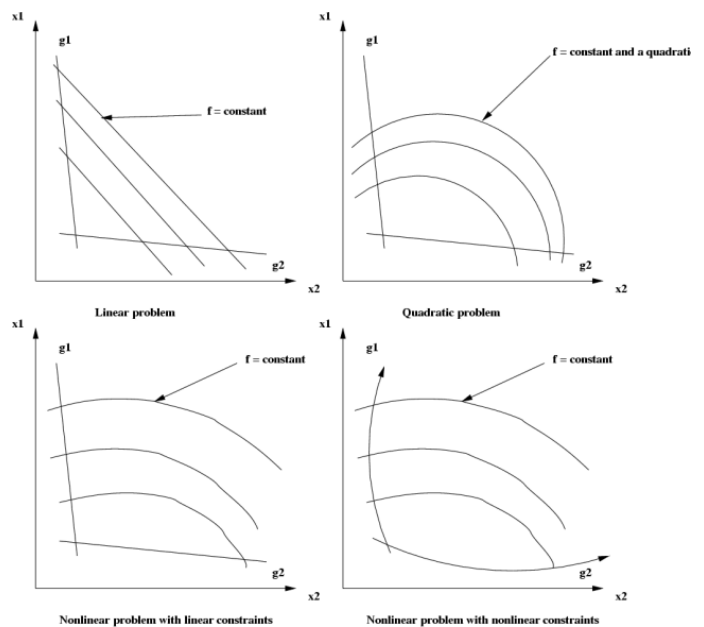 x1
g1
f = constant
g2
x2
Linear problem
x1
g1
f = constant and a quadrati
g2
x2
Quadratic problem
x1
g1
f = constant
g2
x2
Nonlinear problem with linear constraints
x1
g1
f = constant
g2
x2
Nonlinear problem with nonlinear constraints